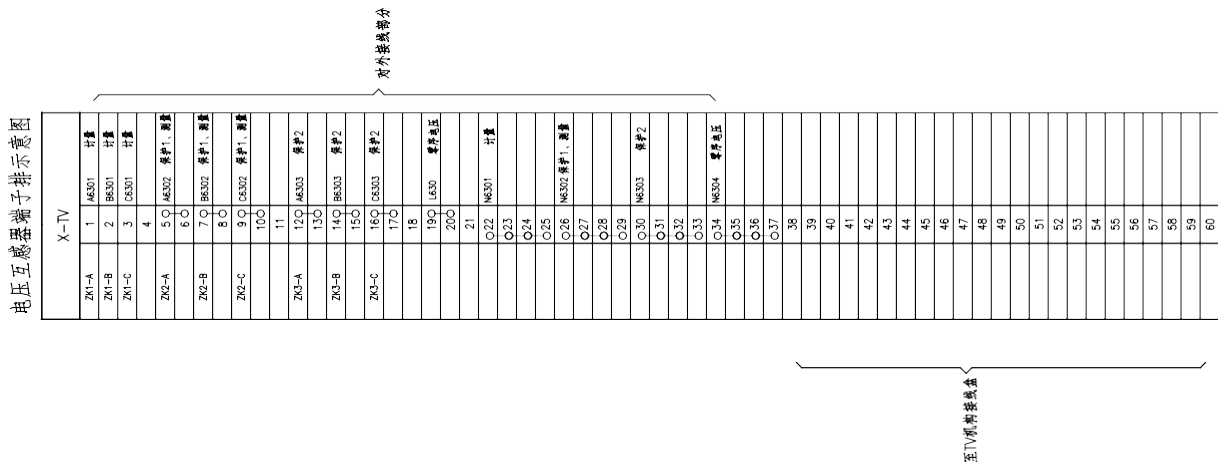 电压互感器端子排示意图
X-TV
ZK1-A 1 A6301 计量
ZK1-B 2 B6301 计量
ZK1-C 3 C6301 计量
4
ZK2-A 5 A6302 保护1、测量
6
ZK2-B 7 B6302 保护1、测量
8
ZK2-C 9 C6302 保护1、测量
10
11
ZK3-A 12 A6303 保护2
13
ZK3-B 14 B6303 保护2
15
ZK3-C 16 C6303 保护2
17
18
19 L630 零序电压
20
21
22 N6301 计量
23
24
25
26 N6302 保护1、测量
27
28
29
30 N6303 保护2
31
32
33
34 N6304 零序电压
35
36
37
38
39
40
41
42
43
44
45
46
47
48
49
50
51
52
53
54
55
56
57
58
59
60
对外接线部分
至TV机构接线盒